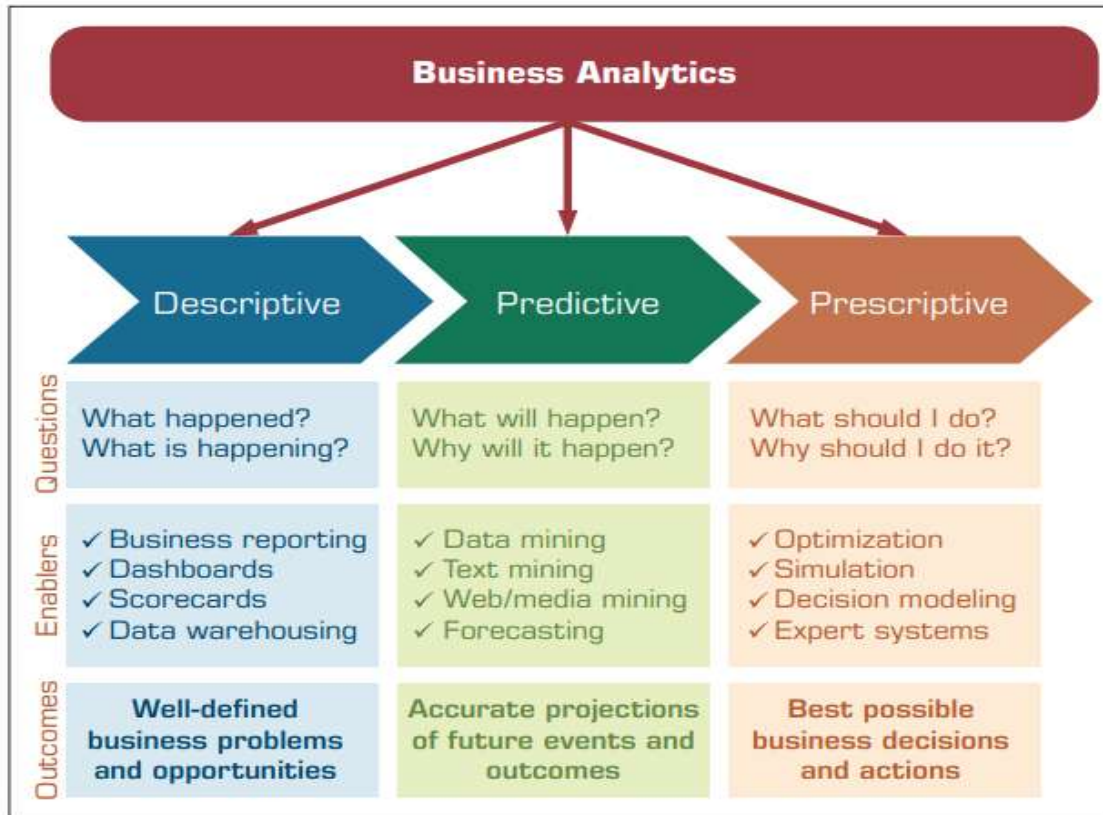 Business Analytics
Descriptive
Predictive
Prescriptive
Questions
What happened?
What is happening?
What will happen?
Why will it happen?
What should I do?
Why should I do it?
Enablers
✓ Business reporting
✓ Dashboards
✓ Scorecards
✓ Data warehousing
✓ Data mining
✓ Text mining
✓ Web/media mining
✓ Forecasting
✓ Optimization
✓ Simulation
✓ Decision modeling
✓ Expert systems
Outcomes
Well-defined
business problems
and opportunities
Accurate projections
of future events and
outcomes
Best possible
business decisions
and actions